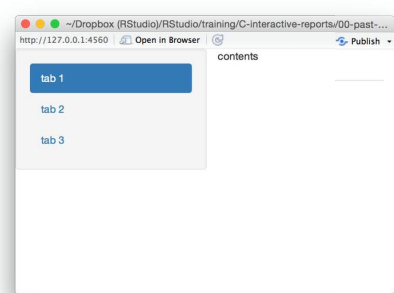 ~/Dropbox (RStudio)/RStudio/training/C-interactive-reports/00-past-...
http://127.0.0.1:4560 Open in Browser Publish
tab 1
contents
tab 2
tab 3